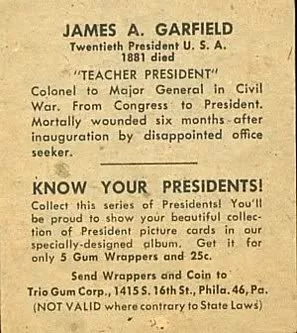 JAMES A. GARFIELD
Twentieth President U. S. A.
1881 died
"TEACHER PRESIDENT"
Colonel to Major General in Civil
War. From Congress to President.
Mortally wounded six months after
inauguration by disappointed office
seeker.
KNOW YOUR PRESIDENTS!
Collect this series of Presidents! You'll
be proud to show your beautiful collec-
tion of President picture cards in our
specially-designed album. Get it for
only 5 Gum Wrappers and 25c.
Send Wrappers and Coin to
Trio Gum Corp., 1415 S. 16th St., Phila. 46, Pa.
(NOT VALID where contrary to State Laws)